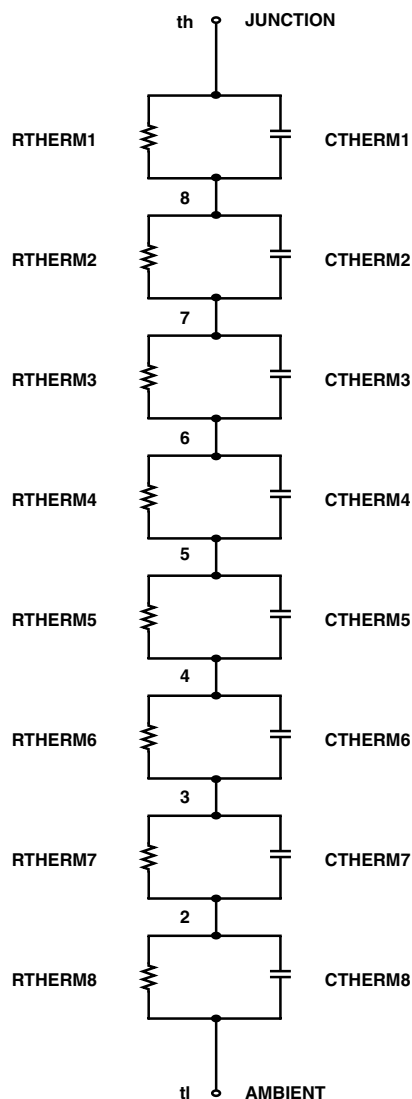 th JUNCTION
RTHERM1 CTHERM1
8
RTHERM2 CTHERM2
7
RTHERM3 CTHERM3
6
RTHERM4 CTHERM4
5
RTHERM5 CTHERM5
4
RTHERM6 CTHERM6
3
RTHERM7 CTHERM7
2
RTHERM8 CTHERM8
tl AMBIENT